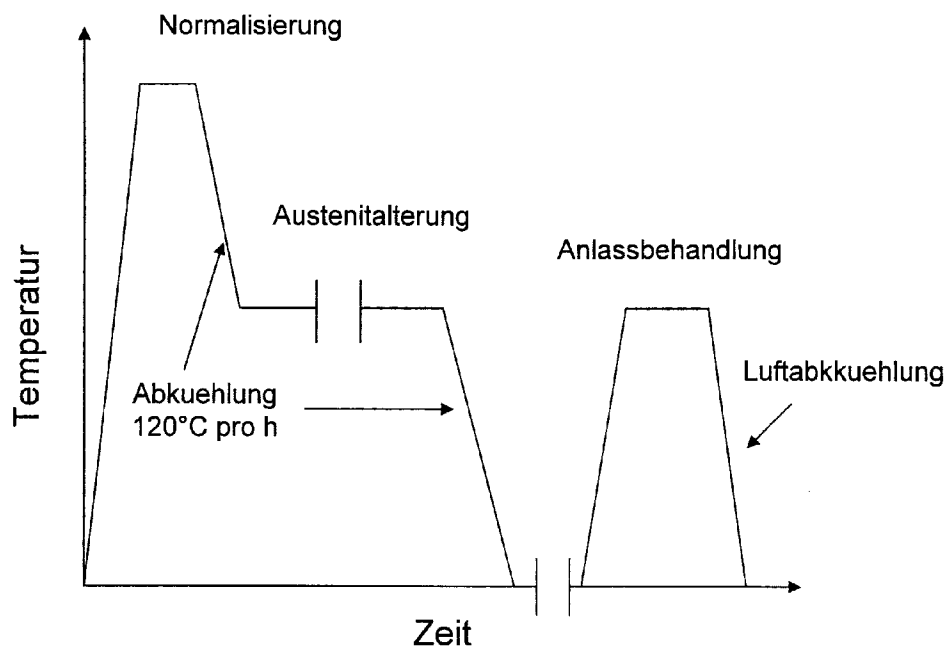 Normalisierung
Austenitalterung
Anlassbehandlung
Temperatur
Abkuehlung
120°C pro h
Luftabkkuehlung
Zeit